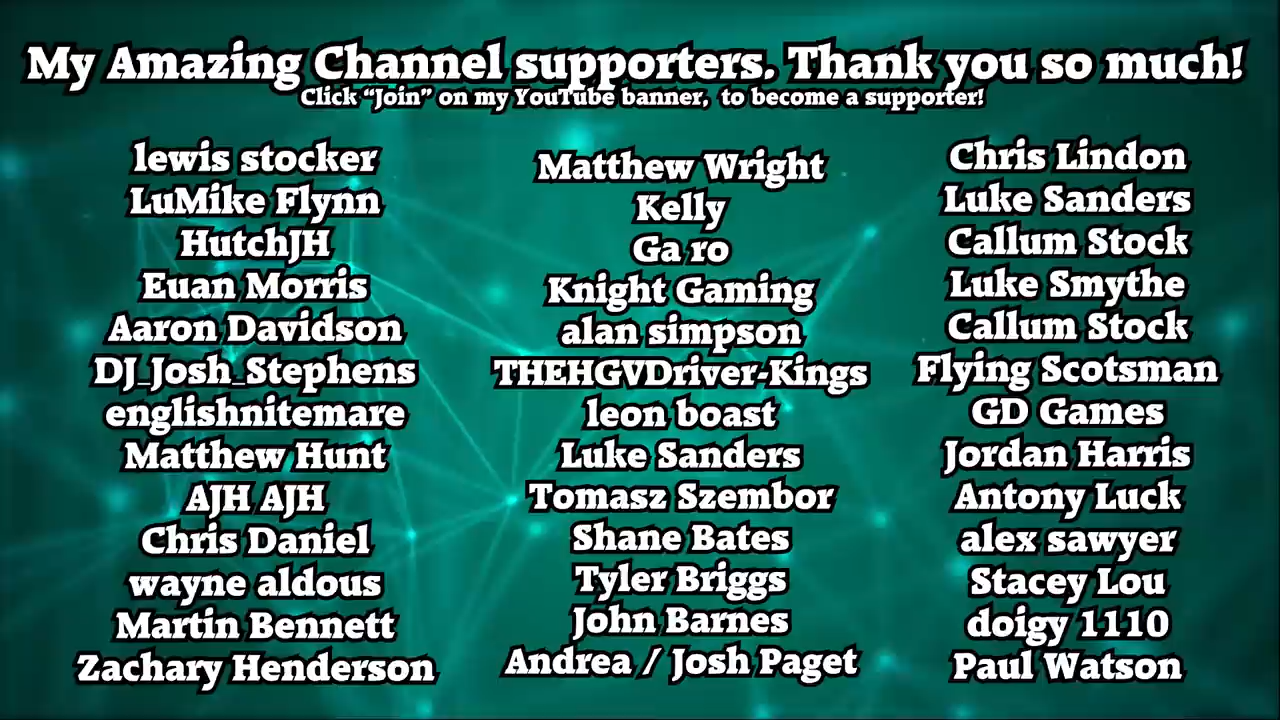 My Amazing Channel supporters. Thank you so much!
Click “Join” on my YouTube banner, to become a supporter!
lewis stocker
LuMike Flynn
HutchJH
Euan Morris
Aaron Davidson
DJ_Josh_Stephens
englishnitemare
Matthew Hunt
AJH AJH
Chris Daniel
wayne aldous
Martin Bennett
Zachary Henderson
Matthew Wright
Kelly
Ga ro
Knight Gaming
alan simpson
THEHGVDriver-Kings
leon boast
Luke Sanders
Tomasz Szembor
Shane Bates
Tyler Briggs
John Barnes
Andrea / Josh Paget
Chris Lindon
Luke Sanders
Callum Stock
Luke Smythe
Callum Stock
Flying Scotsman
GD Games
Jordan Harris
Antony Luck
alex sawyer
Stacey Lou
doigy 1110
Paul Watson